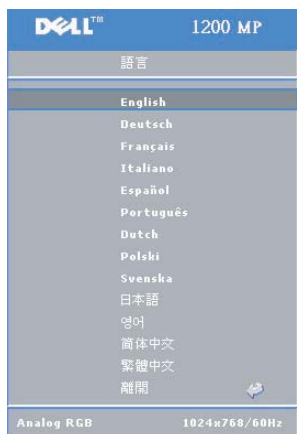 DELL™ 1200 MP
語言
English
Deutsch
Français
Italiano
Español
Português
Dutch
Polski
Svenska
日本語
영어
简体中文
繁體中文
離開
Analog RGB 1024x768/60Hz